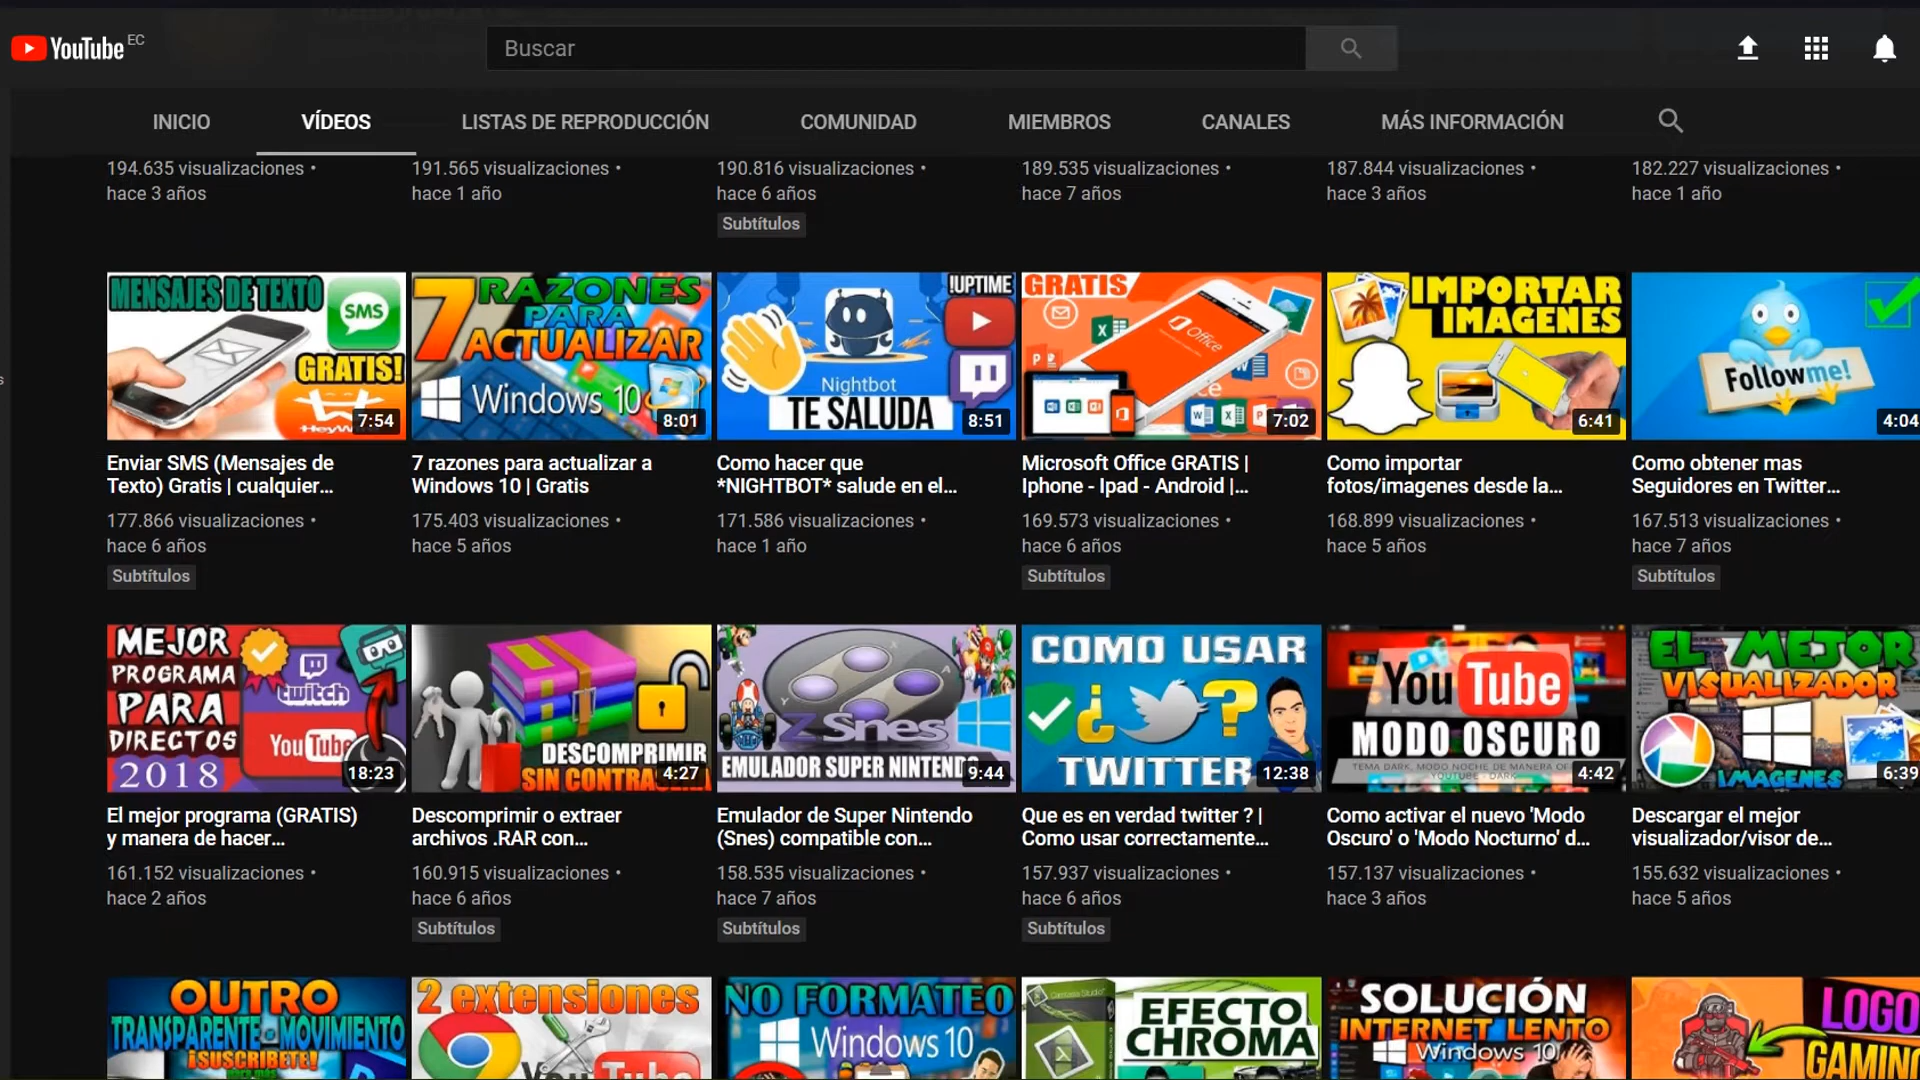 YouTube EC
Buscar
INICIO
VÍDEOS
LISTAS DE REPRODUCCIÓN
COMUNIDAD
MIEMBROS
CANALES
MÁS INFORMACIÓN
194.635 visualizaciones •
hace 3 años
191.565 visualizaciones •
hace 1 año
190.816 visualizaciones •
hace 6 años
Subtítulos
189.535 visualizaciones •
hace 7 años
187.844 visualizaciones •
hace 3 años
182.227 visualizaciones •
hace 1 año
MENSAJES DE TEXTO
SMS
GRATIS!
7:54
Enviar SMS (Mensajes de
Texto) Gratis | cualquier...
177.866 visualizaciones •
hace 6 años
Subtítulos
7 RAZONES
PARA
ACTUALIZAR
Windows 10
8:01
7 razones para actualizar a
Windows 10 | Gratis
175.403 visualizaciones •
hace 5 años
!UPTIME
Nightbot
TE SALUDA
8:51
Como hacer que
*NIGHTBOT* salude en el...
171.586 visualizaciones •
hace 1 año
GRATIS
Office
7:02
Microsoft Office GRATIS |
Iphone - Ipad - Android |...
169.573 visualizaciones •
hace 6 años
Subtítulos
IMPORTAR
IMAGENES
6:41
Como importar
fotos/imagenes desde la...
168.899 visualizaciones •
hace 5 años
Followme!
4:04
Como obtener mas
Seguidores en Twitter...
167.513 visualizaciones •
hace 7 años
Subtítulos
MEJOR
PROGRAMA
PARA
DIRECTOS
2018
twitch
YouTube
18:23
El mejor programa (GRATIS)
y manera de hacer...
161.152 visualizaciones •
hace 2 años
DESCOMPRIMIR
SIN
4:27
Descomprimir o extraer
archivos .RAR con...
160.915 visualizaciones •
hace 6 años
Subtítulos
ZSnes
EMULADOR SUPER NINTENDO
9:44
Emulador de Super Nintendo
(Snes) compatible con...
158.535 visualizaciones •
hace 7 años
Subtítulos
COMO USAR
¿ ?
TWITTER
12:38
Que es en verdad twitter ? |
Como usar correctamente...
157.937 visualizaciones •
hace 6 años
Subtítulos
YouTube
MODO OSCURO
4:42
Como activar el nuevo 'Modo
Oscuro' o 'Modo Nocturno' d...
157.137 visualizaciones •
hace 3 años
EL MEJOR
VISUALIZADOR
IMAGENES
6:39
Descargar el mejor
visualizador/visor de...
155.632 visualizaciones •
hace 5 años
OUTRO
TRANSPARENTE - MOVIMIENTO
¡SUSCRIBETE!
2 extensiones
YouTube
NO FORMATEO
Windows 10
Camtasia Studio
EFECTO
CHROMA
SOLUCIÓN
INTERNET LENTO
Windows 10
LOGO
GAMING